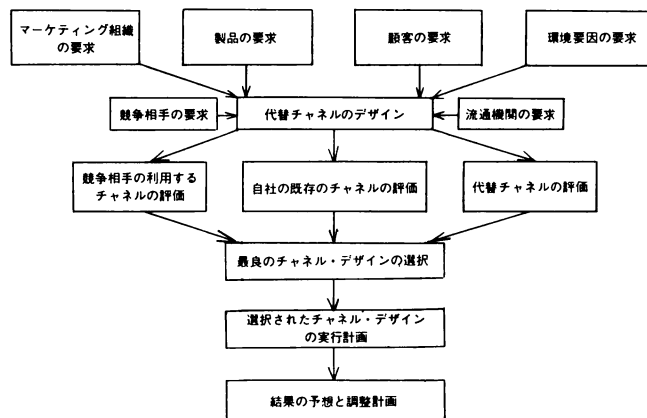 マーケティング組織
の要求
製品の要求
顧客の要求
環境要因の要求
競争相手の要求
代替チャネルのデザイン
流通機関の要求
競争相手の利用する
チャネルの評価
自社の既存のチャネルの評価
代替チャネルの評価
最良のチャネル・デザインの選択
選択されたチャネル・デザイン
の実行計画
結果の予想と調整計画